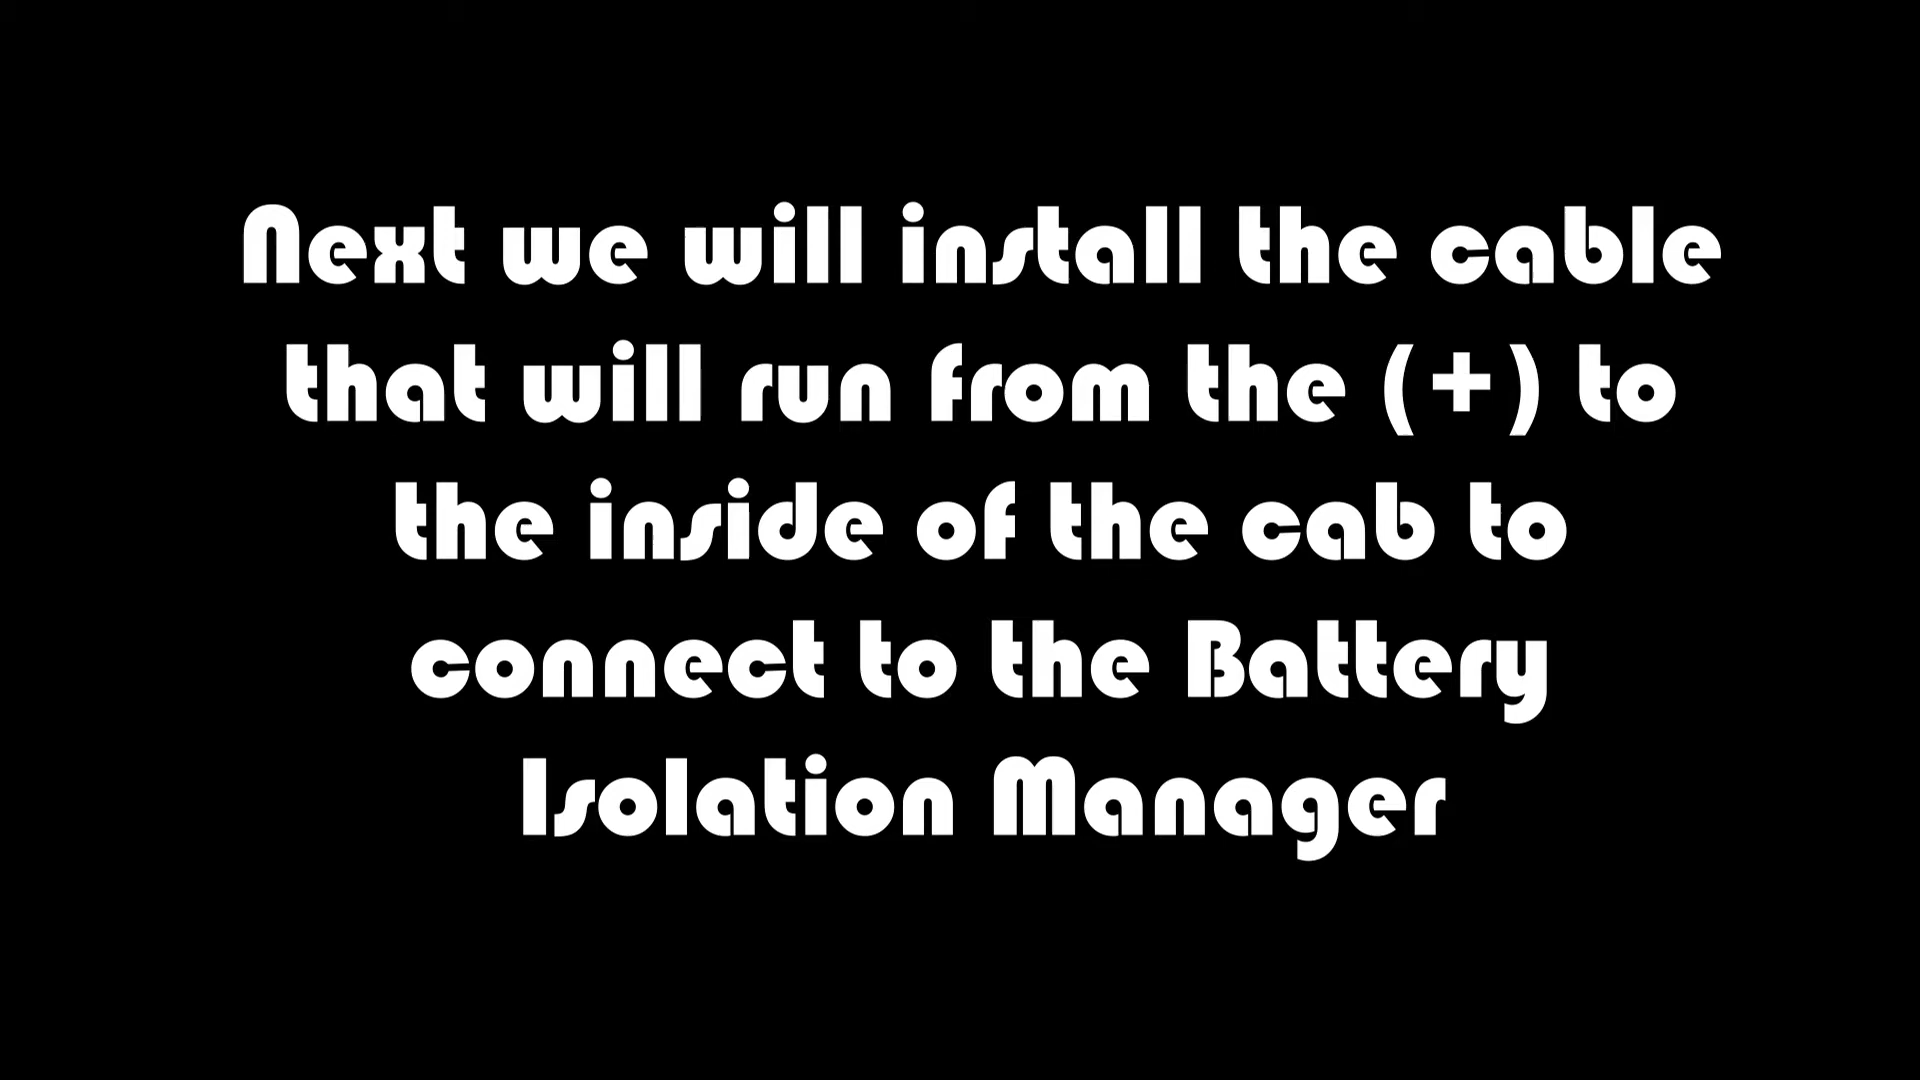 Next we will install the cable
that will run from the (+) to
the inside of the cab to
connect to the Battery
Isolation Manager